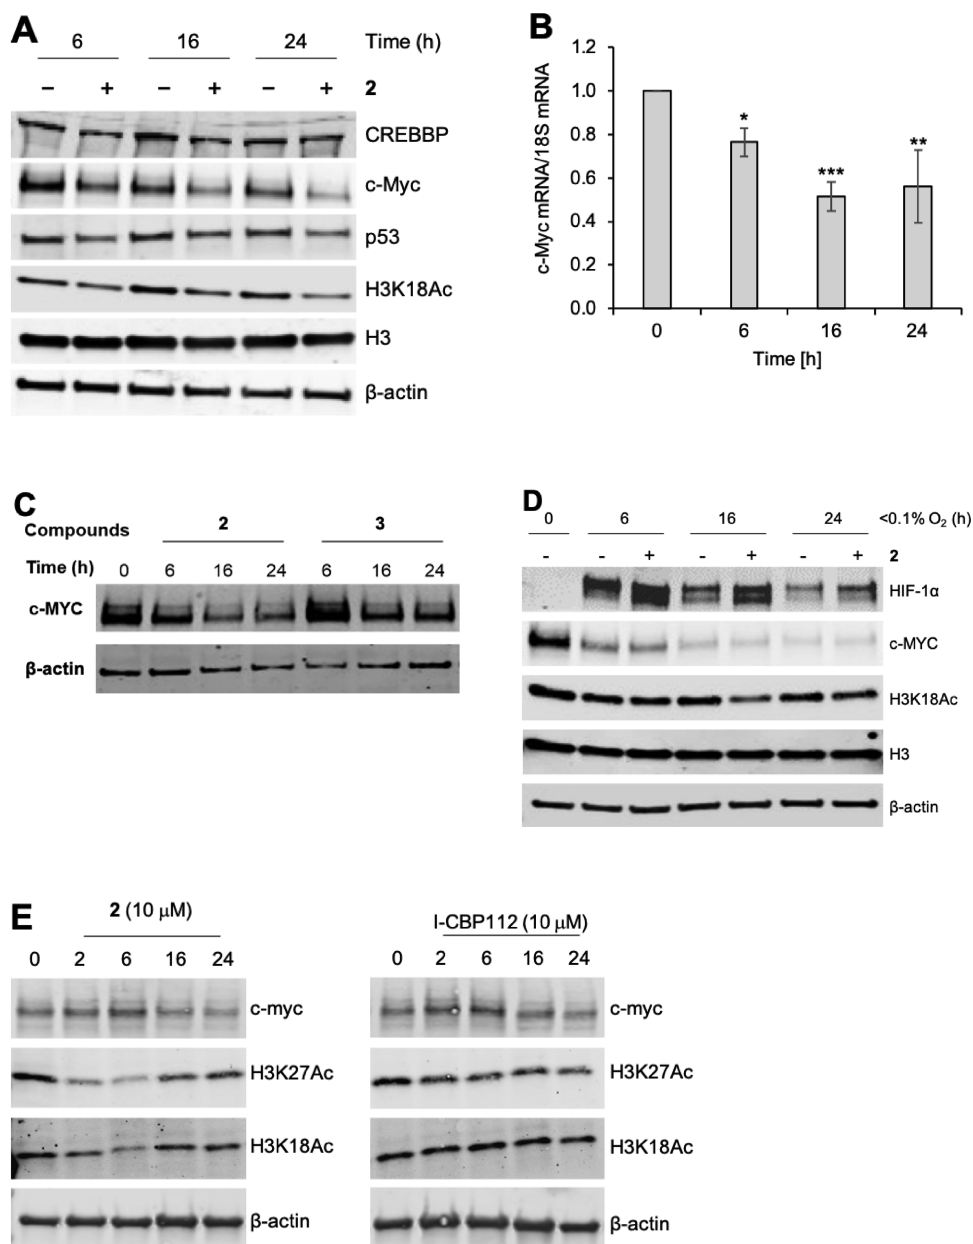 A
6 16 24 Time (h)
– + – + – + 2
CREBBP
c-Myc
p53
H3K18Ac
H3
β-actin
B
c-Myc mRNA/18S mRNA
1.0
0.8
0.6
0.4
0.2
0.0
*
***
**
0 6 16 24
Time [h]
C
Compounds 2 3
Time (h) 0 6 16 24 6 16 24
c-MYC
β-actin
D
0 6 16 24 <0.1% O₂ (h)
- - + - + - + 2
HIF-1α
c-MYC
H3K18Ac
H3
β-actin
E
2 (10 μM)
0 2 6 16 24
c-myc
H3K27Ac
H3K18Ac
β-actin
I-CBP112 (10 μM)
0 2 6 16 24
c-myc
H3K27Ac
H3K18Ac
β-actin